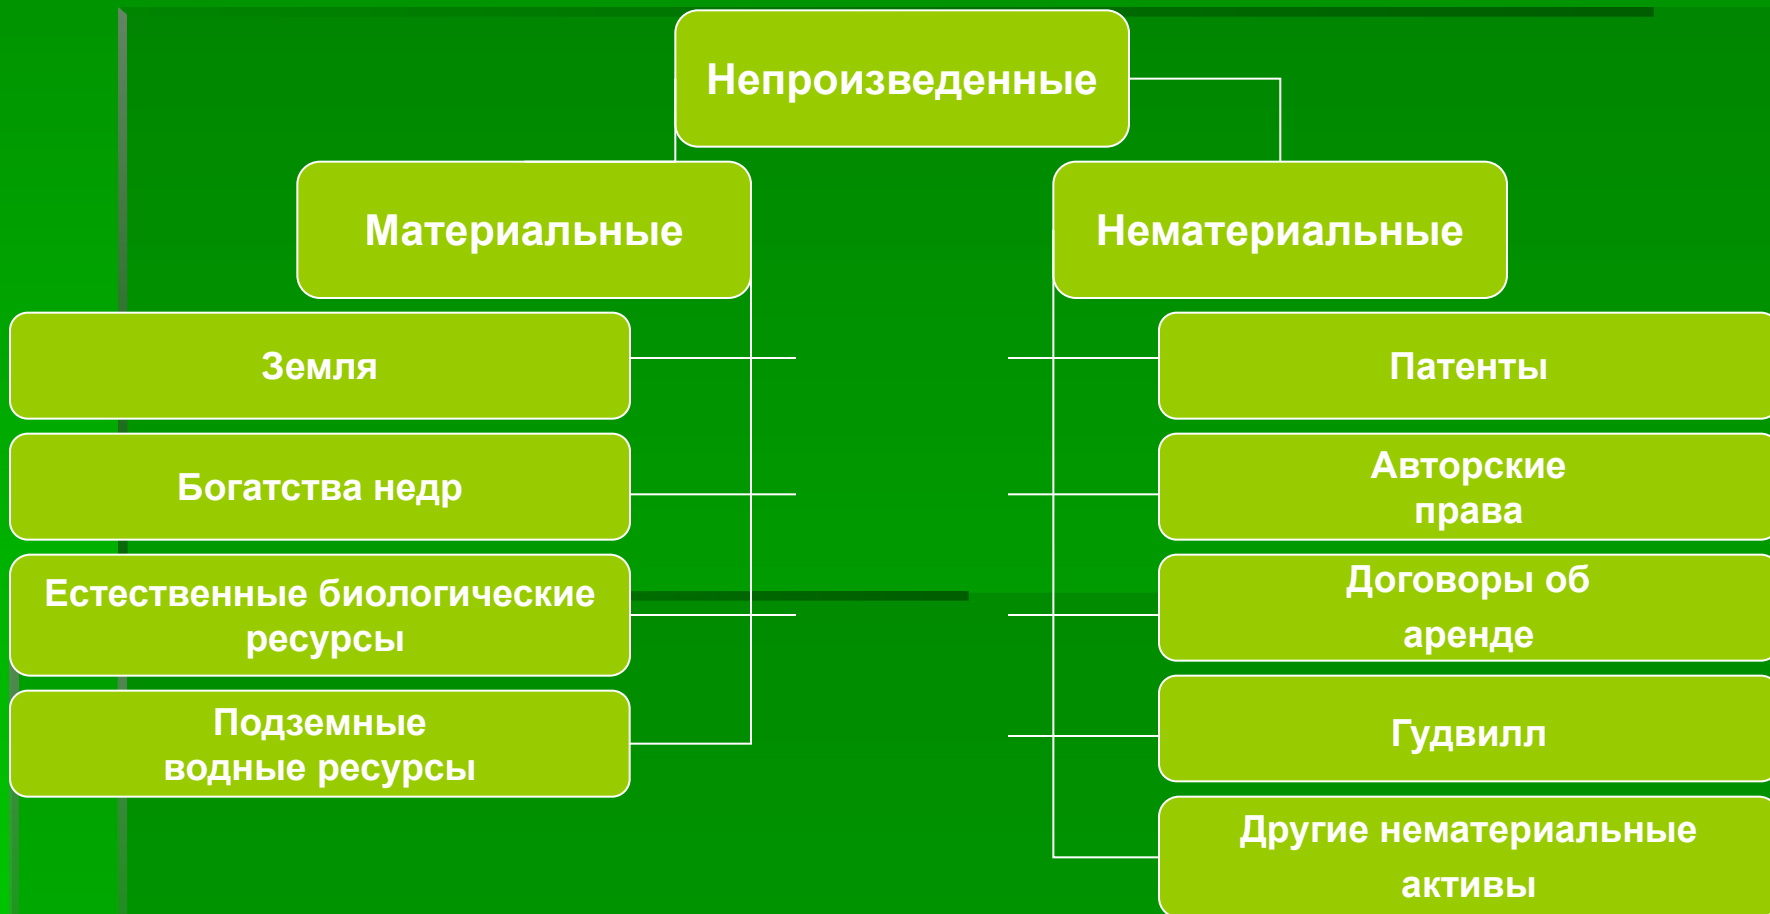 Непроизведенные
Материальные
Нематериальные
Земля
Богатства недр
Естественные биологические
ресурсы
Подземные
водные ресурсы
Патенты
Авторские
права
Договоры об
аренде
Гудвилл
Другие нематериальные
активы